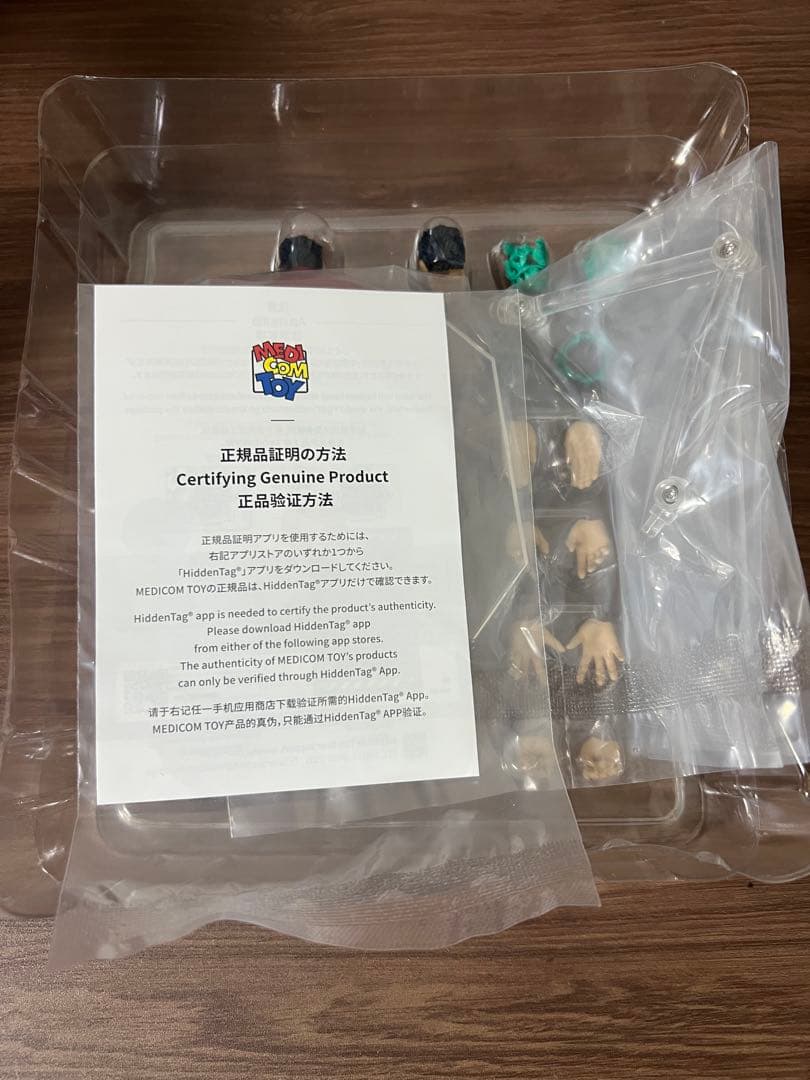 MEDI
COM
TOY
正規品証明の方法
Certifying Genuine Product
正品验证方法
正規品証明アプリを使用するためには、
右記アプリストアのいずれか1つから
「HiddenTag®」アプリをダウンロードしてください。
MEDICOM TOYの正規品は、HiddenTag®アプリだけで確認できます。
HiddenTag® app is needed to certify the product's authenticity.
Please download HiddenTag® app
from either of the following app stores.
The authenticity of MEDICOM TOY's products
can only be verified through HiddenTag® App.
请于右记任一手机应用商店下载验证所需的HiddenTag® App。
MEDICOM TOY产品的真伪，只能通过HiddenTag® APP验证。